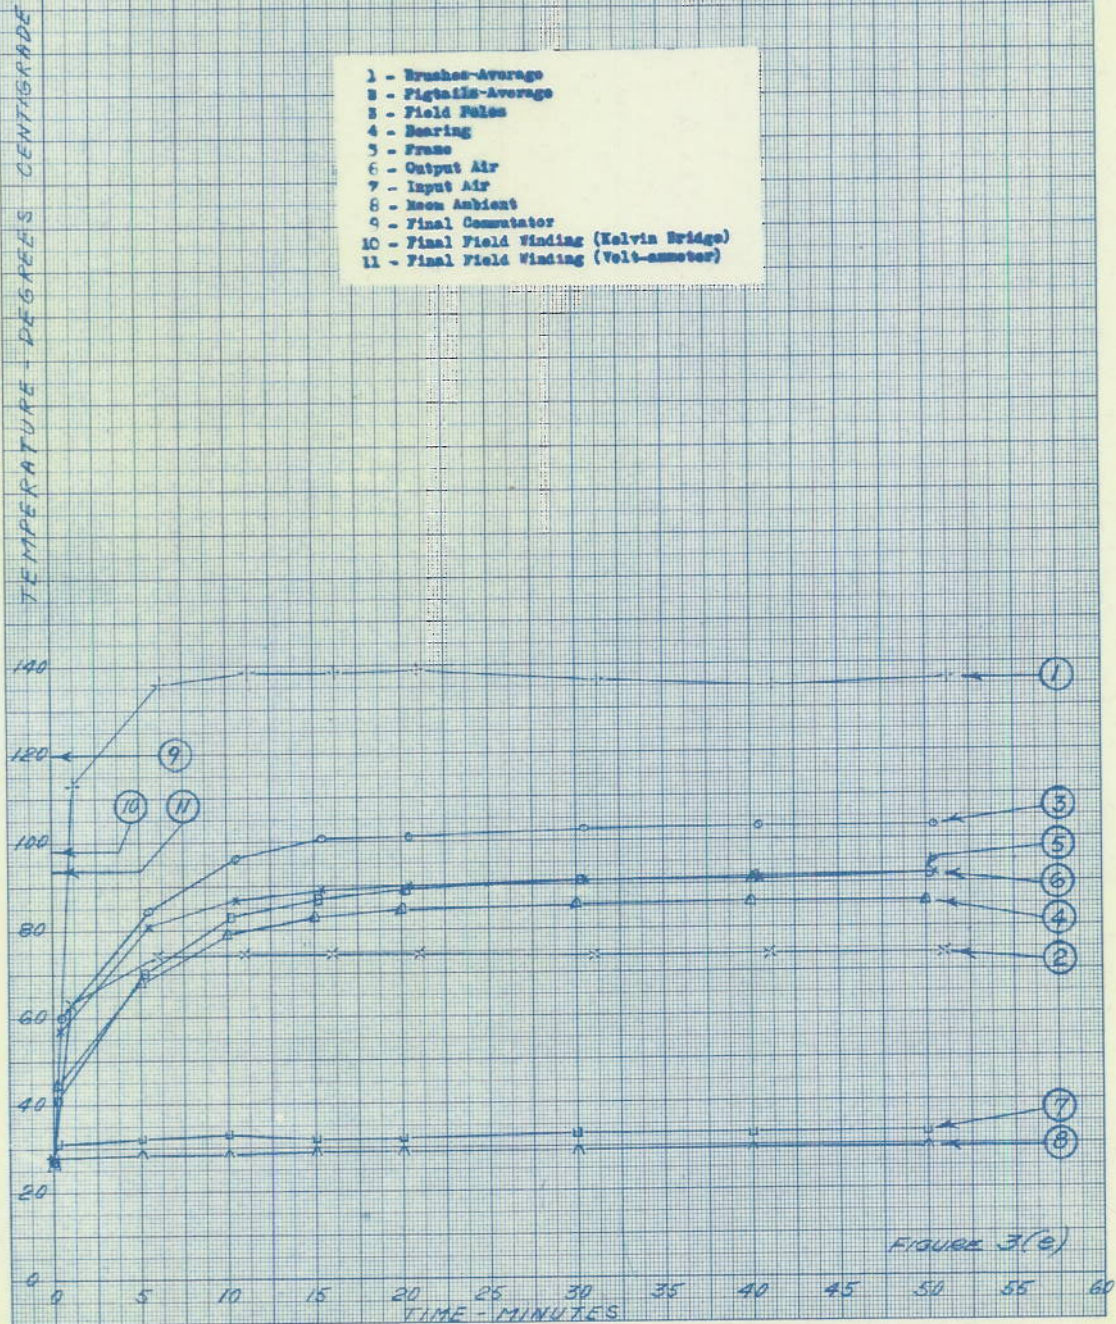 TEMPERATURE - DEGREES CENTIGRADE
1 - Brushes-Average
2 - Pigtails-Average
3 - Field Poles
4 - Bearing
5 - Frame
6 - Output Air
7 - Input Air
8 - Room Ambient
9 - Final Commutator
10 - Final Field Winding (Kelvin Bridge)
11 - Final Field Winding (Volt-ammeter)
140
1
120
9
10 11
3
100
5
6
80
4
2
60
40
7
8
20
FIGURE 3(e)
0
0 5 10 15 20 25 30 35 40 45 50 55 60
TIME - MINUTES